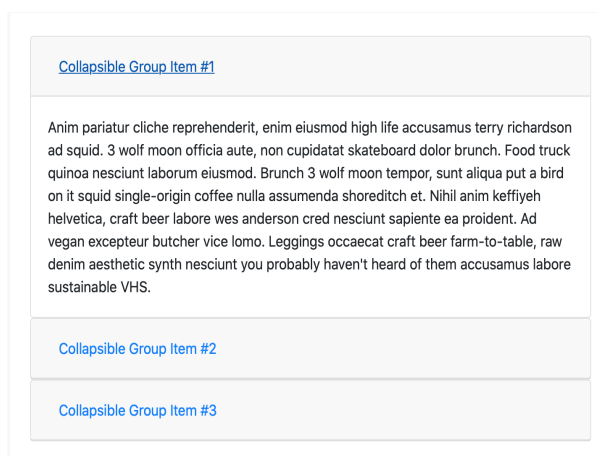 Collapsible Group Item #1
Anim pariatur cliche reprehenderit, enim eiusmod high life accusamus terry richardson
ad squid. 3 wolf moon officia aute, non cupidatat skateboard dolor brunch. Food truck
quinoa nesciunt laborum eiusmod. Brunch 3 wolf moon tempor, sunt aliqua put a bird
on it squid single-origin coffee nulla assumenda shoreditch et. Nihil anim keffiyeh
helvetica, craft beer labore wes anderson cred nesciunt sapiente ea proident. Ad
vegan excepteur butcher vice lomo. Leggings occaecat craft beer farm-to-table, raw
denim aesthetic synth nesciunt you probably haven't heard of them accusamus labore
sustainable VHS.
Collapsible Group Item #2
Collapsible Group Item #3